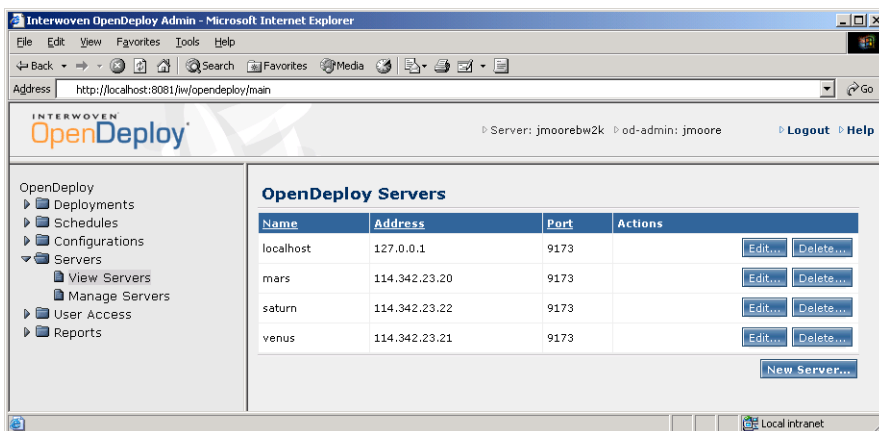 Interwoven OpenDeploy Admin - Microsoft Internet Explorer
File Edit View Favorites Tools Help
Back Search Favorites Media
Address http://localhost:8081/iw/opendeploy/main Go
INTERWOVEN
OpenDeploy
Server: jmoorebw2k od-admin: jmoore Logout Help
OpenDeploy
Deployments
Schedules
Configurations
Servers
View Servers
Manage Servers
User Access
Reports
OpenDeploy Servers
Name Address Port Actions
localhost 127.0.0.1 9173 Edit... Delete...
mars 114.342.23.20 9173 Edit... Delete...
saturn 114.342.23.22 9173 Edit... Delete...
venus 114.342.23.21 9173 Edit... Delete...
New Server...
Local intranet